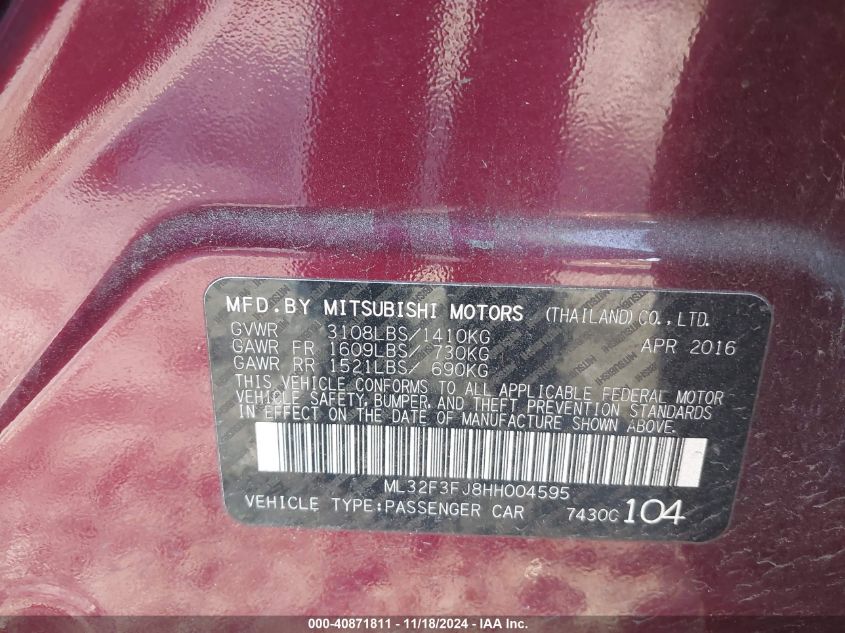 MFD.BY MITSUBISHI MOTORS (THAILAND)CO.,LTD.
GVWR 3108LBS/1410KG
GAWR FR 1609LBS/ 730KG APR 2016
GAWR RR 1521LBS/ 690KG
THIS VEHICLE CONFORMS TO ALL APPLICABLE FEDERAL MOTOR
VEHICLE SAFETY,BUMPER,AND THEFT PREVENTION STANDARDS
IN EFFECT ON THE DATE OF MANUFACTURE SHOWN ABOVE.
ML32F3FJ8HH004595
VEHICLE TYPE:PASSENGER CAR 7430C 104
000-40871811 - 11/18/2024 - IAA Inc.